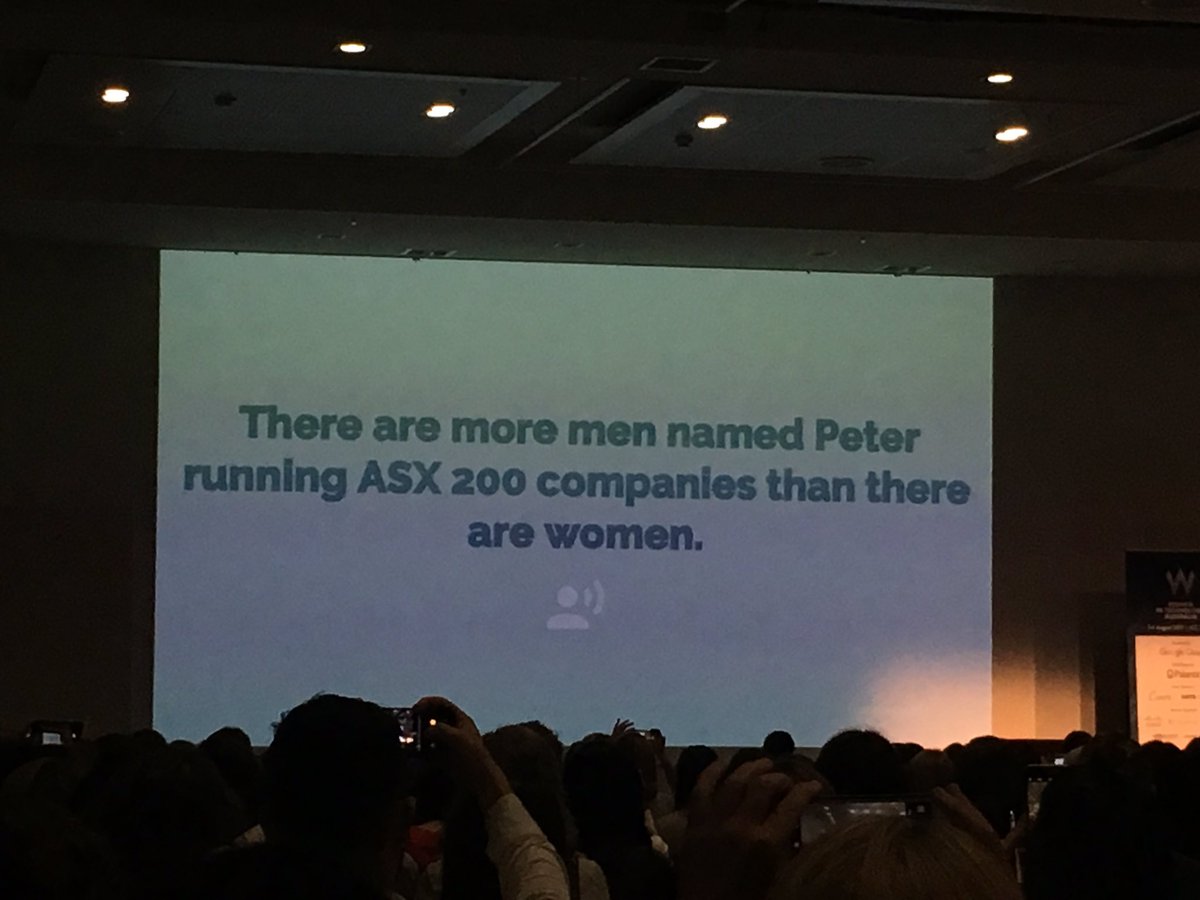 There are more men named Peter
running ASX 200 companies than there
are women.
W